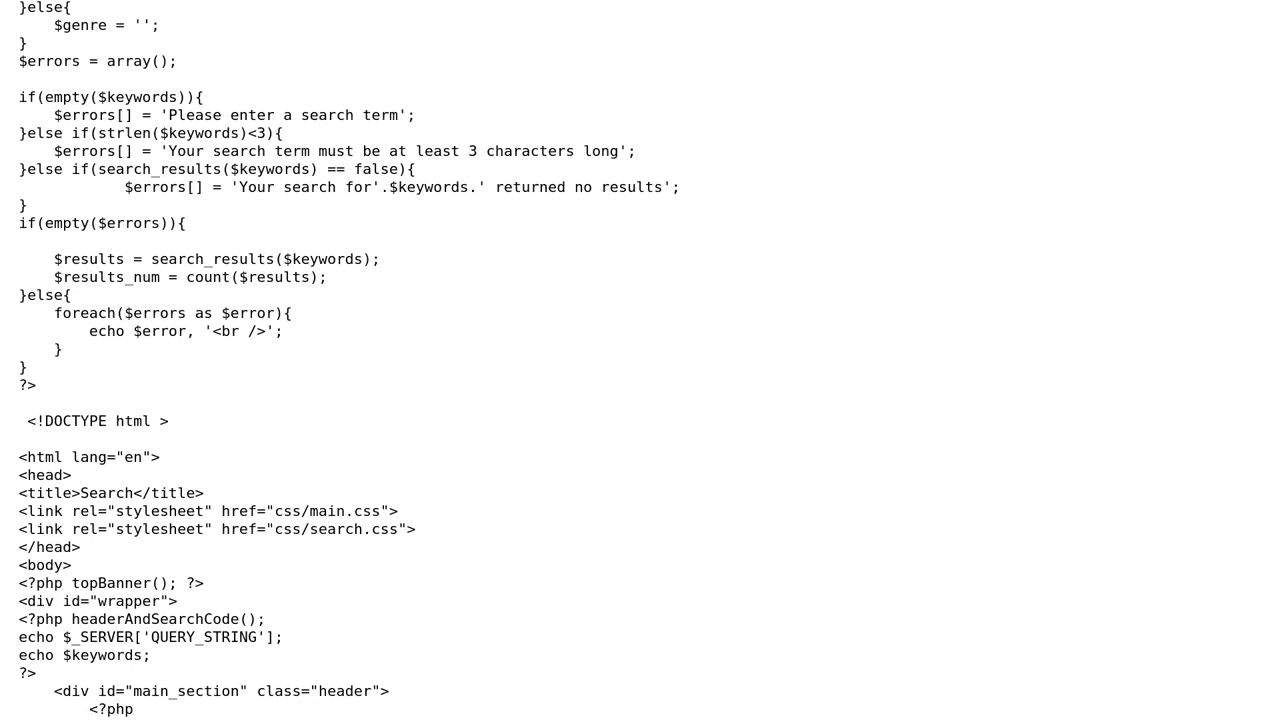 }else{
    $genre = '';
}
$errors = array();

if(empty($keywords)){
    $errors[] = 'Please enter a search term';
}else if(strlen($keywords)<3){
    $errors[] = 'Your search term must be at least 3 characters long';
}else if(search_results($keywords) == false){
            $errors[] = 'Your search for'.$keywords.' returned no results';
}
if(empty($errors)){

    $results = search_results($keywords);
    $results_num = count($results);
}else{
    foreach($errors as $error){
        echo $error, '<br />';
    }
}
?>

 <!DOCTYPE html >

<html lang="en">
<head>
<title>Search</title>
<link rel="stylesheet" href="css/main.css">
<link rel="stylesheet" href="css/search.css">
</head>
<body>
<?php topBanner(); ?>
<div id="wrapper">
<?php headerAndSearchCode();
echo $_SERVER['QUERY_STRING'];
echo $keywords;
?>
    <div id="main_section" class="header">
        <?php